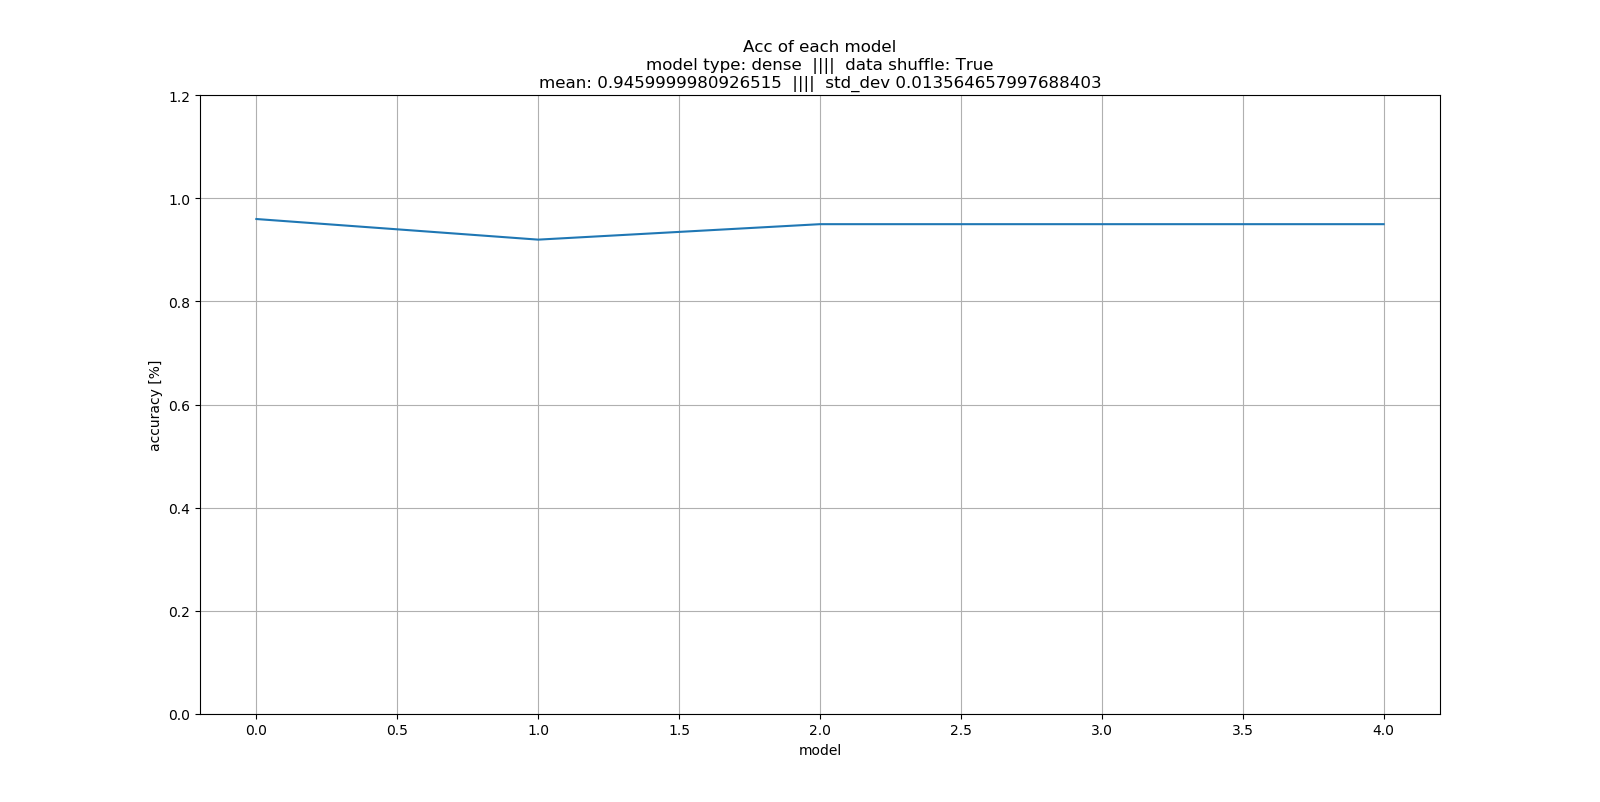 Acc of each model
model type: dense  ||||  data shuffle: True
mean: 0.9459999980926515  ||||  std_dev 0.013564657997688403
1.2
1.0
0.8
0.6
0.4
0.2
0.0
accuracy [%]
0.0 0.5 1.0 1.5 2.0 2.5 3.0 3.5 4.0
model